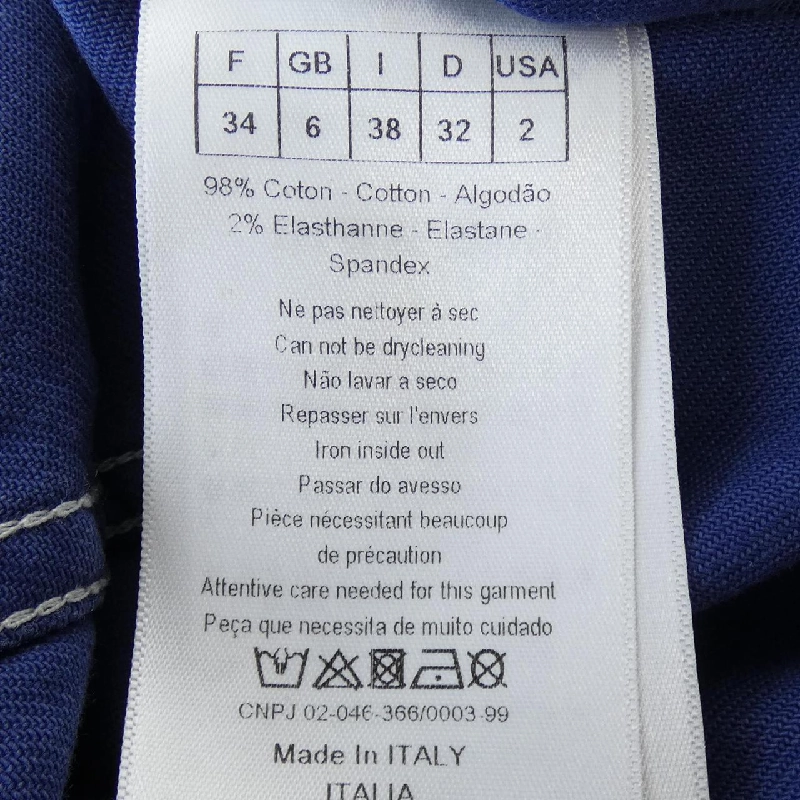 F GB I D USA
34 6 38 32 2
98% Coton - Cotton - Algodão
2% Elasthanne - Elastane -
Spandex
Ne pas nettoyer à sec
Can not be drycleaning
Não lavar a seco
Repasser sur l'envers
Iron inside out
Passar do avesso
Pièce nécessitant beaucoup
de précaution
Attentive care needed for this garment
Peça que necessita de muito cuidado
CNPJ 02-046-366/0003-99
Made In ITALY
ITALIA